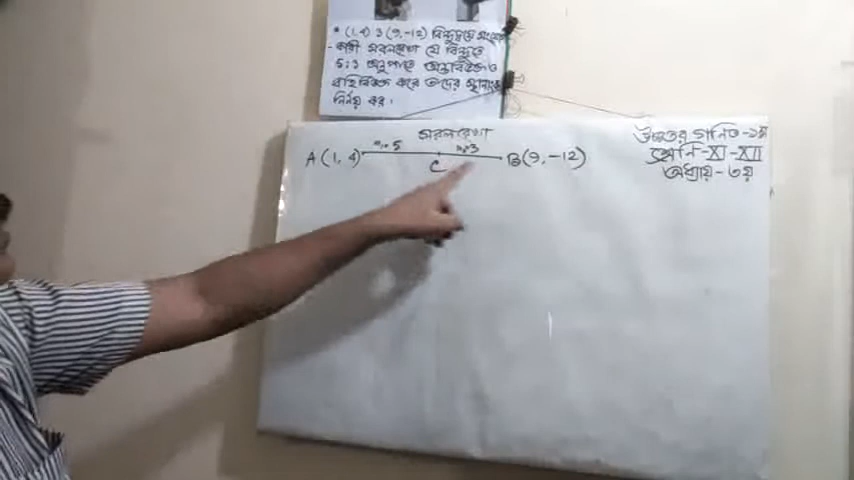 * (1, 4) ও (9, -12) বিন্দুদ্বয়ে সংযোগ
- কারী সরলরেখা যে বিন্দুতে
5:3 অনুপাতে অন্তর্বিভক্ত ও
বহির্বিভক্ত করে তাদের স্থানাঙ্ক
নির্ণয় কর।
সরলরেখা
উচ্চতর গণিত-১ম
শ্রেণি-XI-XII
অধ্যায়-৩য়
A (1, 4) m₁=5 C m₂=3 B(9, -12)